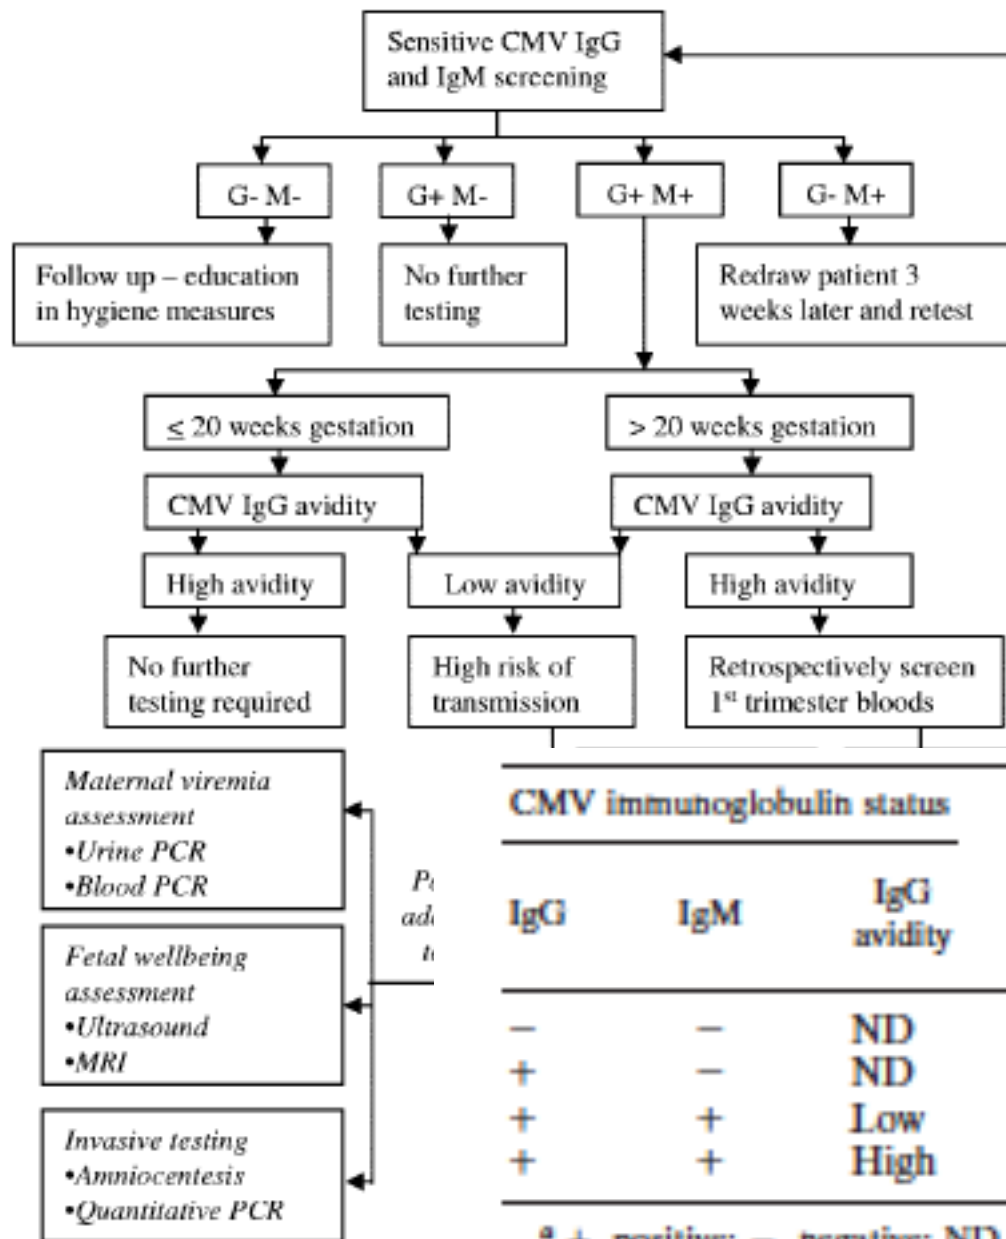 Sensitive CMV IgG
and IgM screening
G- M-
G+ M-
G+ M+
G- M+
Follow up – education
in hygiene measures
No further
testing
Redraw patient 3
weeks later and retest
≤ 20 weeks gestation
> 20 weeks gestation
CMV IgG avidity
CMV IgG avidity
High avidity
Low avidity
High avidity
No further
testing required
High risk of
transmission
Retrospectively screen
1st trimester bloods
Maternal viremia
assessment
•Urine PCR
•Blood PCR
Fetal wellbeing
assessment
•Ultrasound
•MRI
Invasive testing
•Amniocentesis
•Quantitative PCR
CMV immunoglobulin status
IgG IgM IgG
avidity
− − ND
+ − ND
+ + Low
+ + High